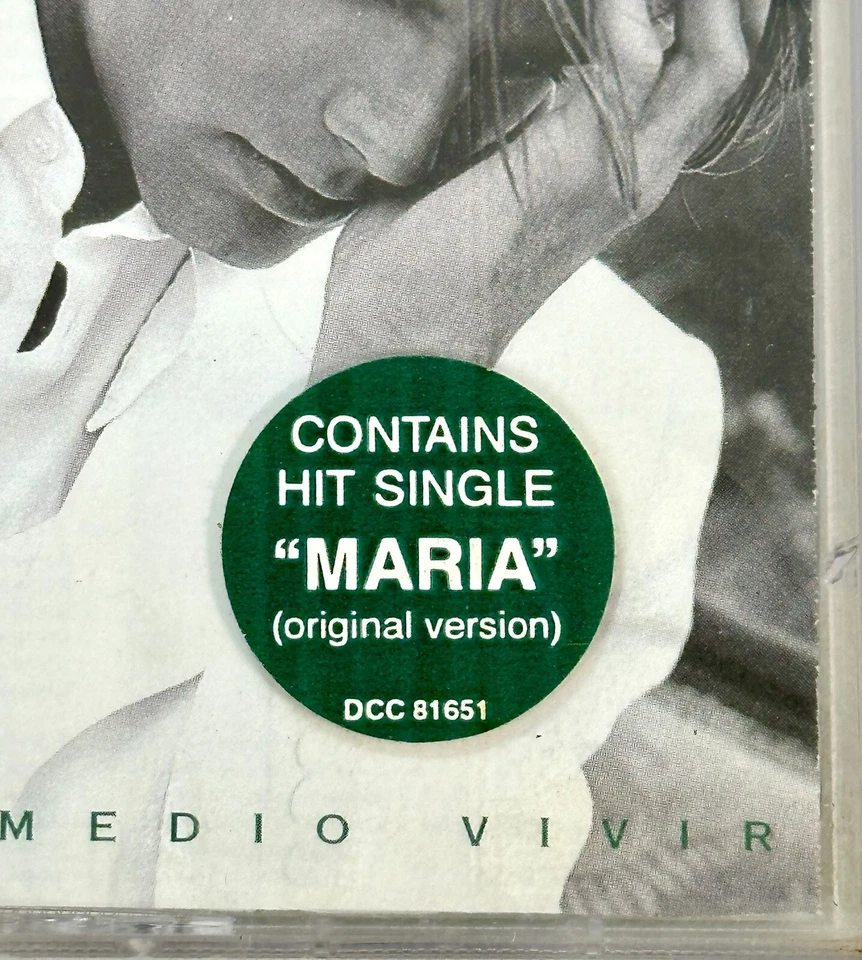 CONTAINS
HIT SINGLE
“MARIA”
(original version)
DCC 81651
MEDIO VIVIR